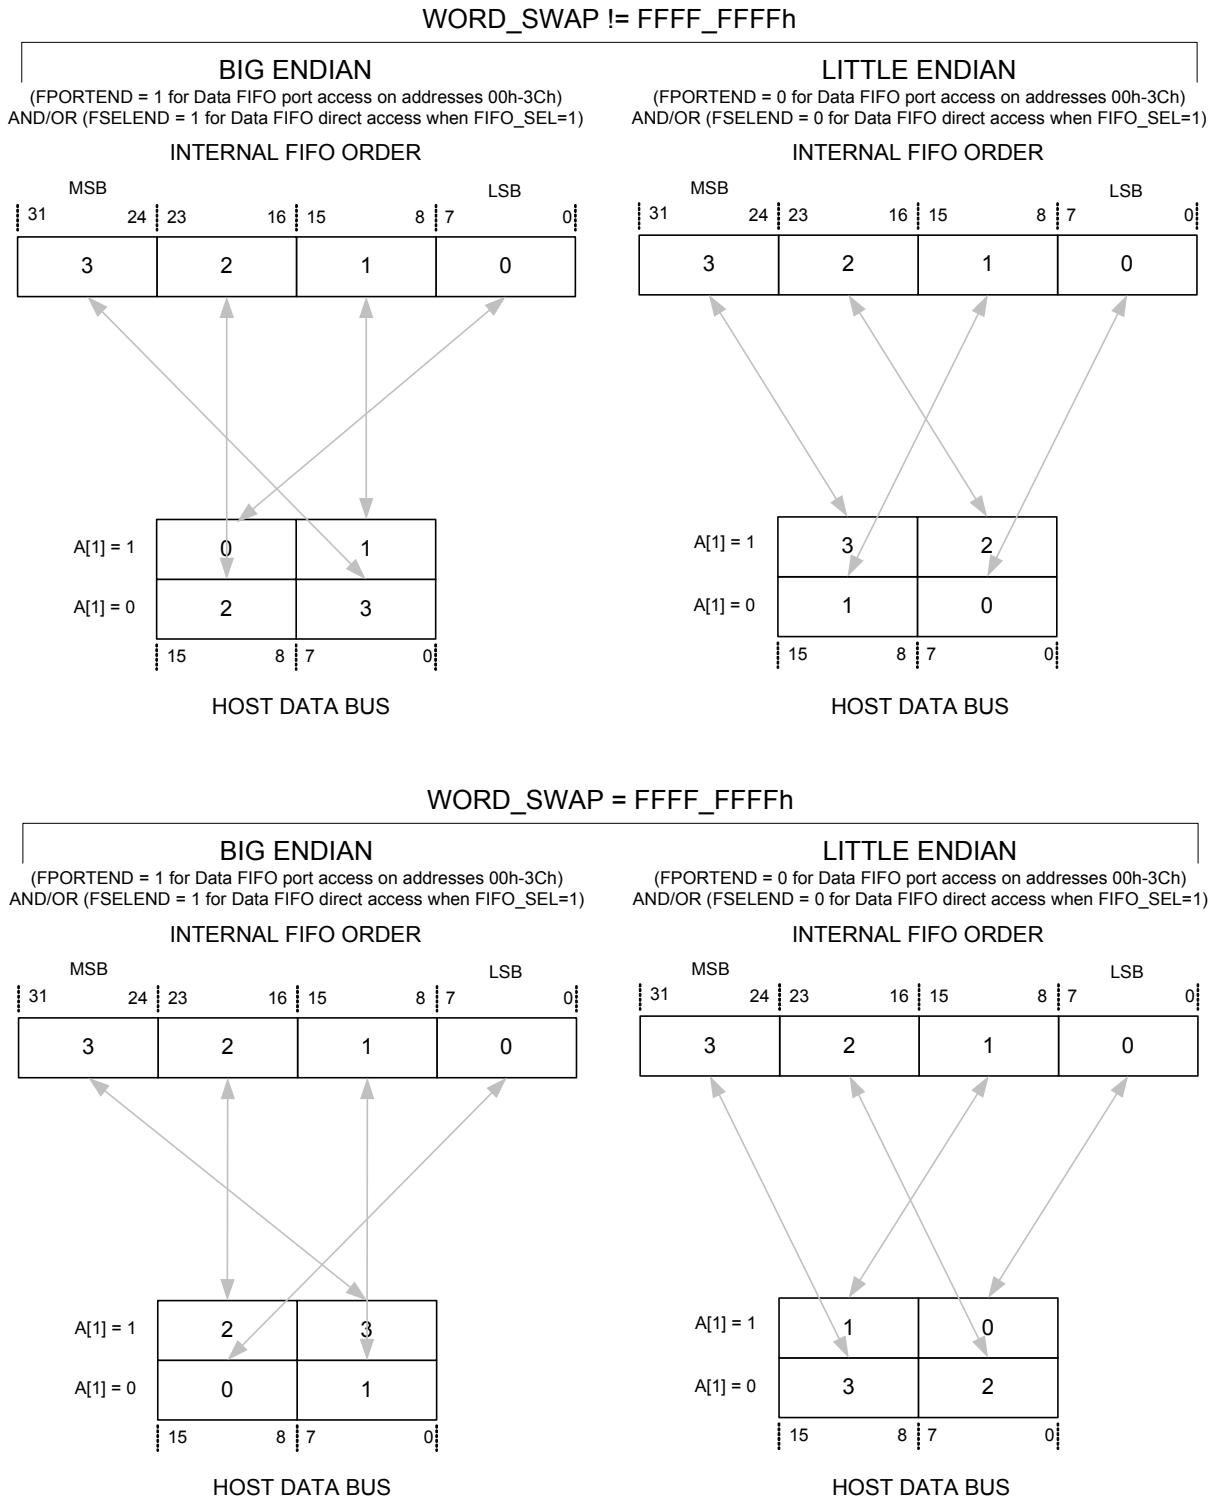 WORD_SWAP != FFFF_FFFFh
BIG ENDIAN
(FPORTEND = 1 for Data FIFO port access on addresses 00h-3Ch)
AND/OR (FSELEND = 1 for Data FIFO direct access when FIFO_SEL=1)
INTERNAL FIFO ORDER
MSB LSB
31 24 23 16 15 8 7 0
3 2 1 0
A[1] = 1 0 1
A[1] = 0 2 3
15 8 7 0
HOST DATA BUS
LITTLE ENDIAN
(FPORTEND = 0 for Data FIFO port access on addresses 00h-3Ch)
AND/OR (FSELEND = 0 for Data FIFO direct access when FIFO_SEL=1)
INTERNAL FIFO ORDER
MSB LSB
31 24 23 16 15 8 7 0
3 2 1 0
A[1] = 1 3 2
A[1] = 0 1 0
15 8 7 0
HOST DATA BUS
WORD_SWAP = FFFF_FFFFh
BIG ENDIAN
(FPORTEND = 1 for Data FIFO port access on addresses 00h-3Ch)
AND/OR (FSELEND = 1 for Data FIFO direct access when FIFO_SEL=1)
INTERNAL FIFO ORDER
MSB LSB
31 24 23 16 15 8 7 0
3 2 1 0
A[1] = 1 2 3
A[1] = 0 0 1
15 8 7 0
HOST DATA BUS
LITTLE ENDIAN
(FPORTEND = 0 for Data FIFO port access on addresses 00h-3Ch)
AND/OR (FSELEND = 0 for Data FIFO direct access when FIFO_SEL=1)
INTERNAL FIFO ORDER
MSB LSB
31 24 23 16 15 8 7 0
3 2 1 0
A[1] = 1 1 0
A[1] = 0 3 2
15 8 7 0
HOST DATA BUS